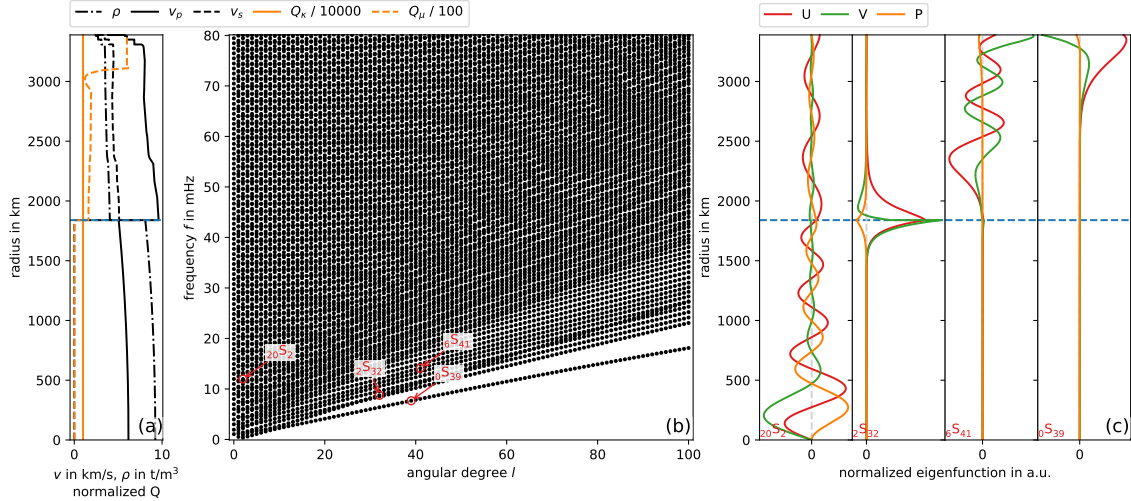 ρ v_p v_s Q_κ / 10000 Q_μ / 100
U V P
radius in km
3000
2500
2000
1500
1000
500
0
0 10
v in km/s, ρ in t/m³
normalized Q
(a)
frequency f in mHz
80
70
60
50
40
30
20
10
0
₂₀S₂
₂S₃₂
₆S₄₁
₀S₃₉
(b)
0 20 40 60 80 100
angular degree l
radius in km
3000
2500
2000
1500
1000
500
0
₂₀S₂ ₂S₃₂ ₆S₄₁ ₀S₃₉ (c)
0 0 0 0
normalized eigenfunction in a.u.